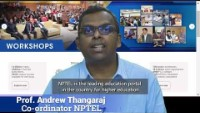 WORKSHOPS
NPTEL is the leading education portal
in the country for higher education
Prof. Andrew Thangaraj
Co-ordinator NPTEL